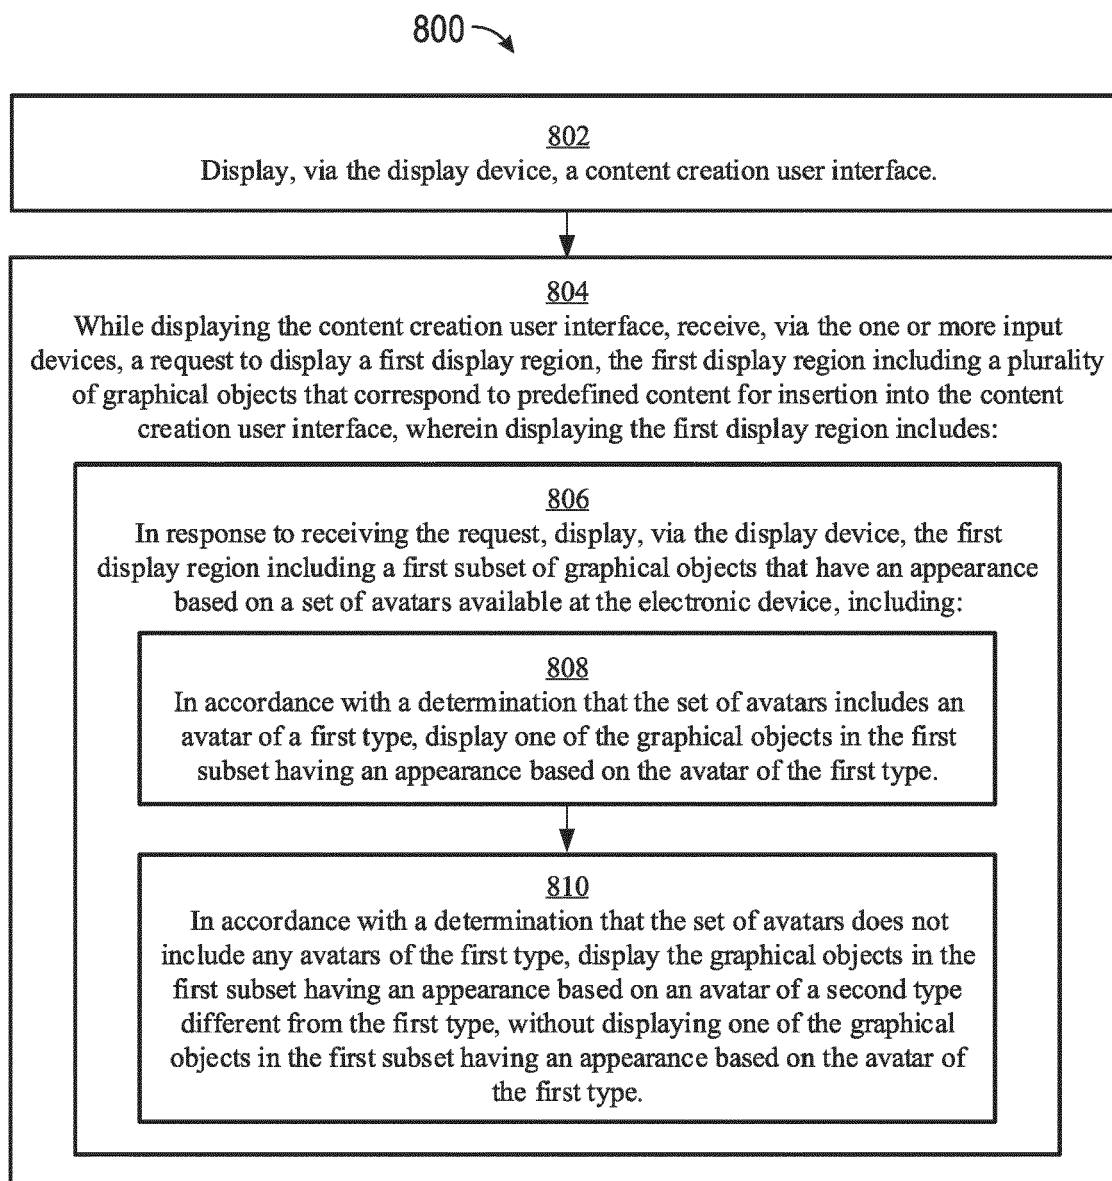 800
802
Display, via the display device, a content creation user interface.
804
While displaying the content creation user interface, receive, via the one or more input
devices, a request to display a first display region, the first display region including a plurality
of graphical objects that correspond to predefined content for insertion into the content
creation user interface, wherein displaying the first display region includes:
806
In response to receiving the request, display, via the display device, the first
display region including a first subset of graphical objects that have an appearance
based on a set of avatars available at the electronic device, including:
808
In accordance with a determination that the set of avatars includes an
avatar of a first type, display one of the graphical objects in the first
subset having an appearance based on the avatar of the first type.
810
In accordance with a determination that the set of avatars does not
include any avatars of the first type, display the graphical objects in the
first subset having an appearance based on an avatar of a second type
different from the first type, without displaying one of the graphical
objects in the first subset having an appearance based on the avatar of
the first type.